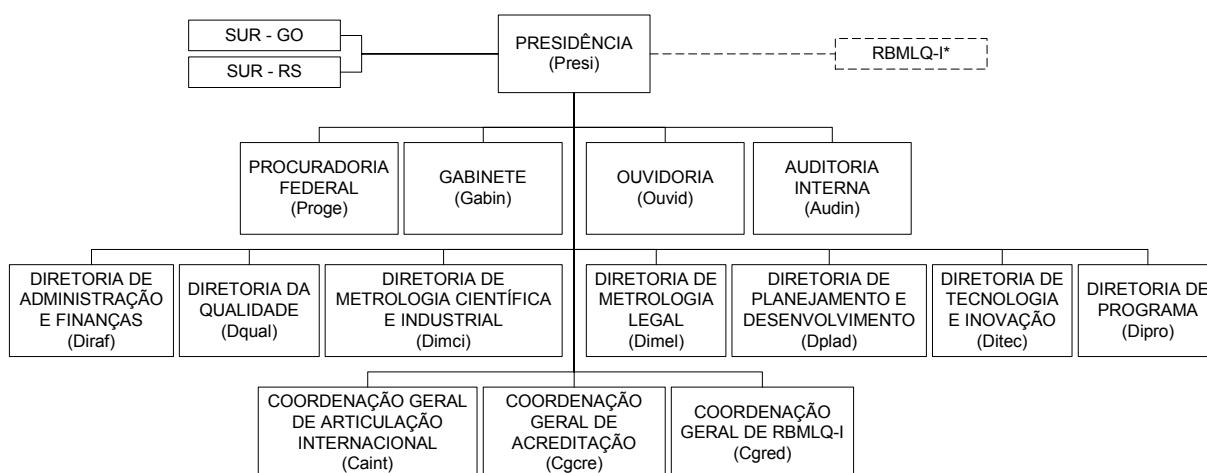 SUR - GO
SUR - RS
PRESIDÊNCIA
(Presi)
RBMLQ-I*
PROCURADORIA
FEDERAL
(Proge)
GABINETE
(Gabin)
OUVIDORIA
(Ouvid)
AUDITORIA
INTERNA
(Audin)
DIRETORIA DE
ADMINISTRAÇÃO
E FINANÇAS
(Diraf)
DIRETORIA DA
QUALIDADE
(Dqual)
DIRETORIA DE
METROLOGIA CIENTÍFICA
E INDUSTRIAL
(Dimci)
DIRETORIA DE
METROLOGIA
LEGAL
(Dimel)
DIRETORIA DE
PLANEJAMENTO E
DESENVOLVIMENTO
(Dplad)
DIRETORIA DE
TECNOLOGIA
E INOVAÇÃO
(Ditec)
DIRETORIA DE
PROGRAMA
(Dipro)
COORDENAÇÃO GERAL
DE ARTICULAÇÃO
INTERNACIONAL
(Caint)
COORDENAÇÃO
GERAL DE
ACREDITAÇÃO
(Cgcre)
COORDENAÇÃO
GERAL DE RBMLQ-I
(Cgred)